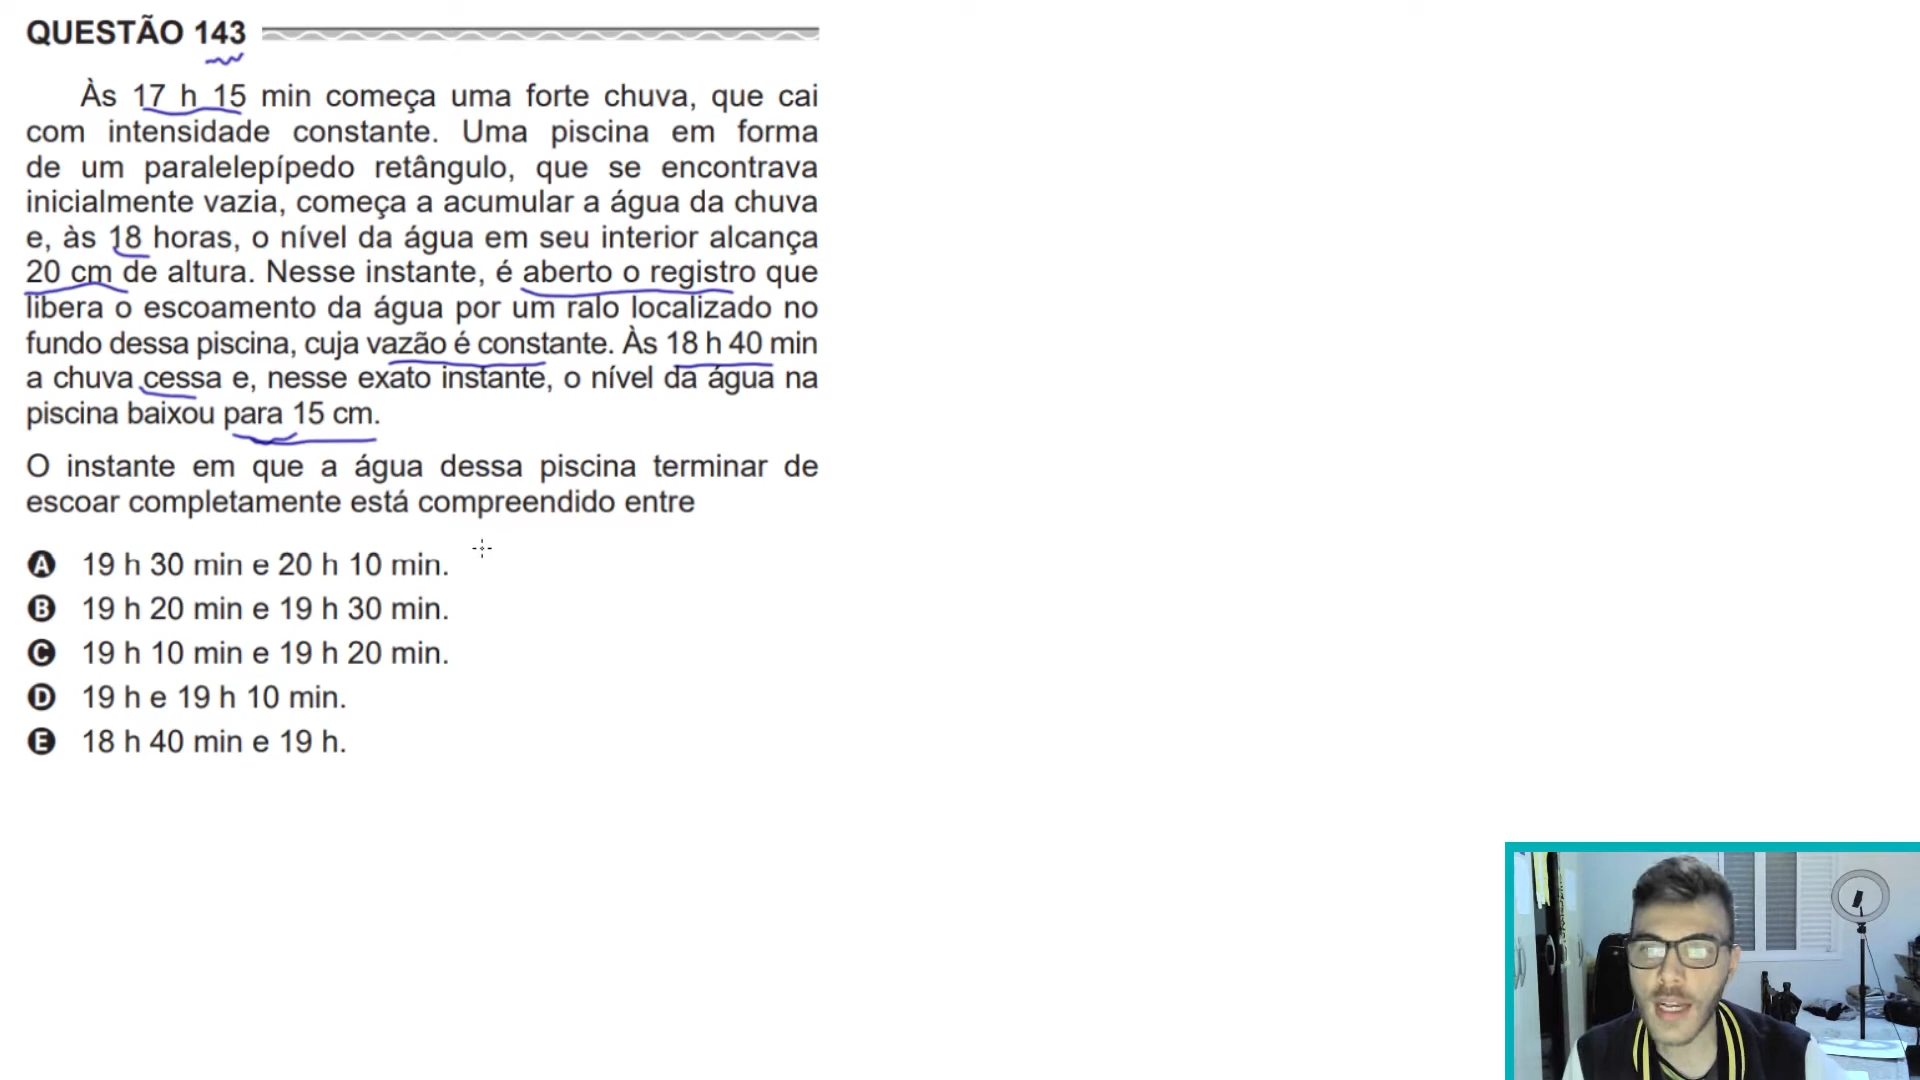 QUESTÃO 143
Às 17 h 15 min começa uma forte chuva, que cai
com intensidade constante. Uma piscina em forma
de um paralelepípedo retângulo, que se encontrava
inicialmente vazia, começa a acumular a água da chuva
e, às 18 horas, o nível da água em seu interior alcança
20 cm de altura. Nesse instante, é aberto o registro que
libera o escoamento da água por um ralo localizado no
fundo dessa piscina, cuja vazão é constante. Às 18 h 40 min
a chuva cessa e, nesse exato instante, o nível da água na
piscina baixou para 15 cm.
O instante em que a água dessa piscina terminar de
escoar completamente está compreendido entre
A 19 h 30 min e 20 h 10 min.
B 19 h 20 min e 19 h 30 min.
C 19 h 10 min e 19 h 20 min.
D 19 h e 19 h 10 min.
E 18 h 40 min e 19 h.